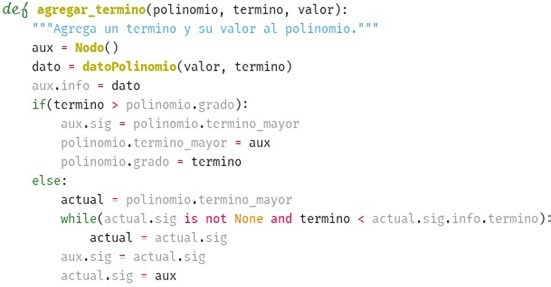 def agregar_termino(polinomio, termino, valor):
    """Agrega un termino y su valor al polinomio."""
    aux = Nodo()
    dato = datoPolinomio(valor, termino)
    aux.info = dato
    if(termino > polinomio.grado):
        aux.sig = polinomio.termino_mayor
        polinomio.termino_mayor = aux
        polinomio.grado = termino
    else:
        actual = polinomio.termino_mayor
        while(actual.sig is not None and termino < actual.sig.info.termino):
            actual = actual.sig
        aux.sig = actual.sig
        actual.sig = aux